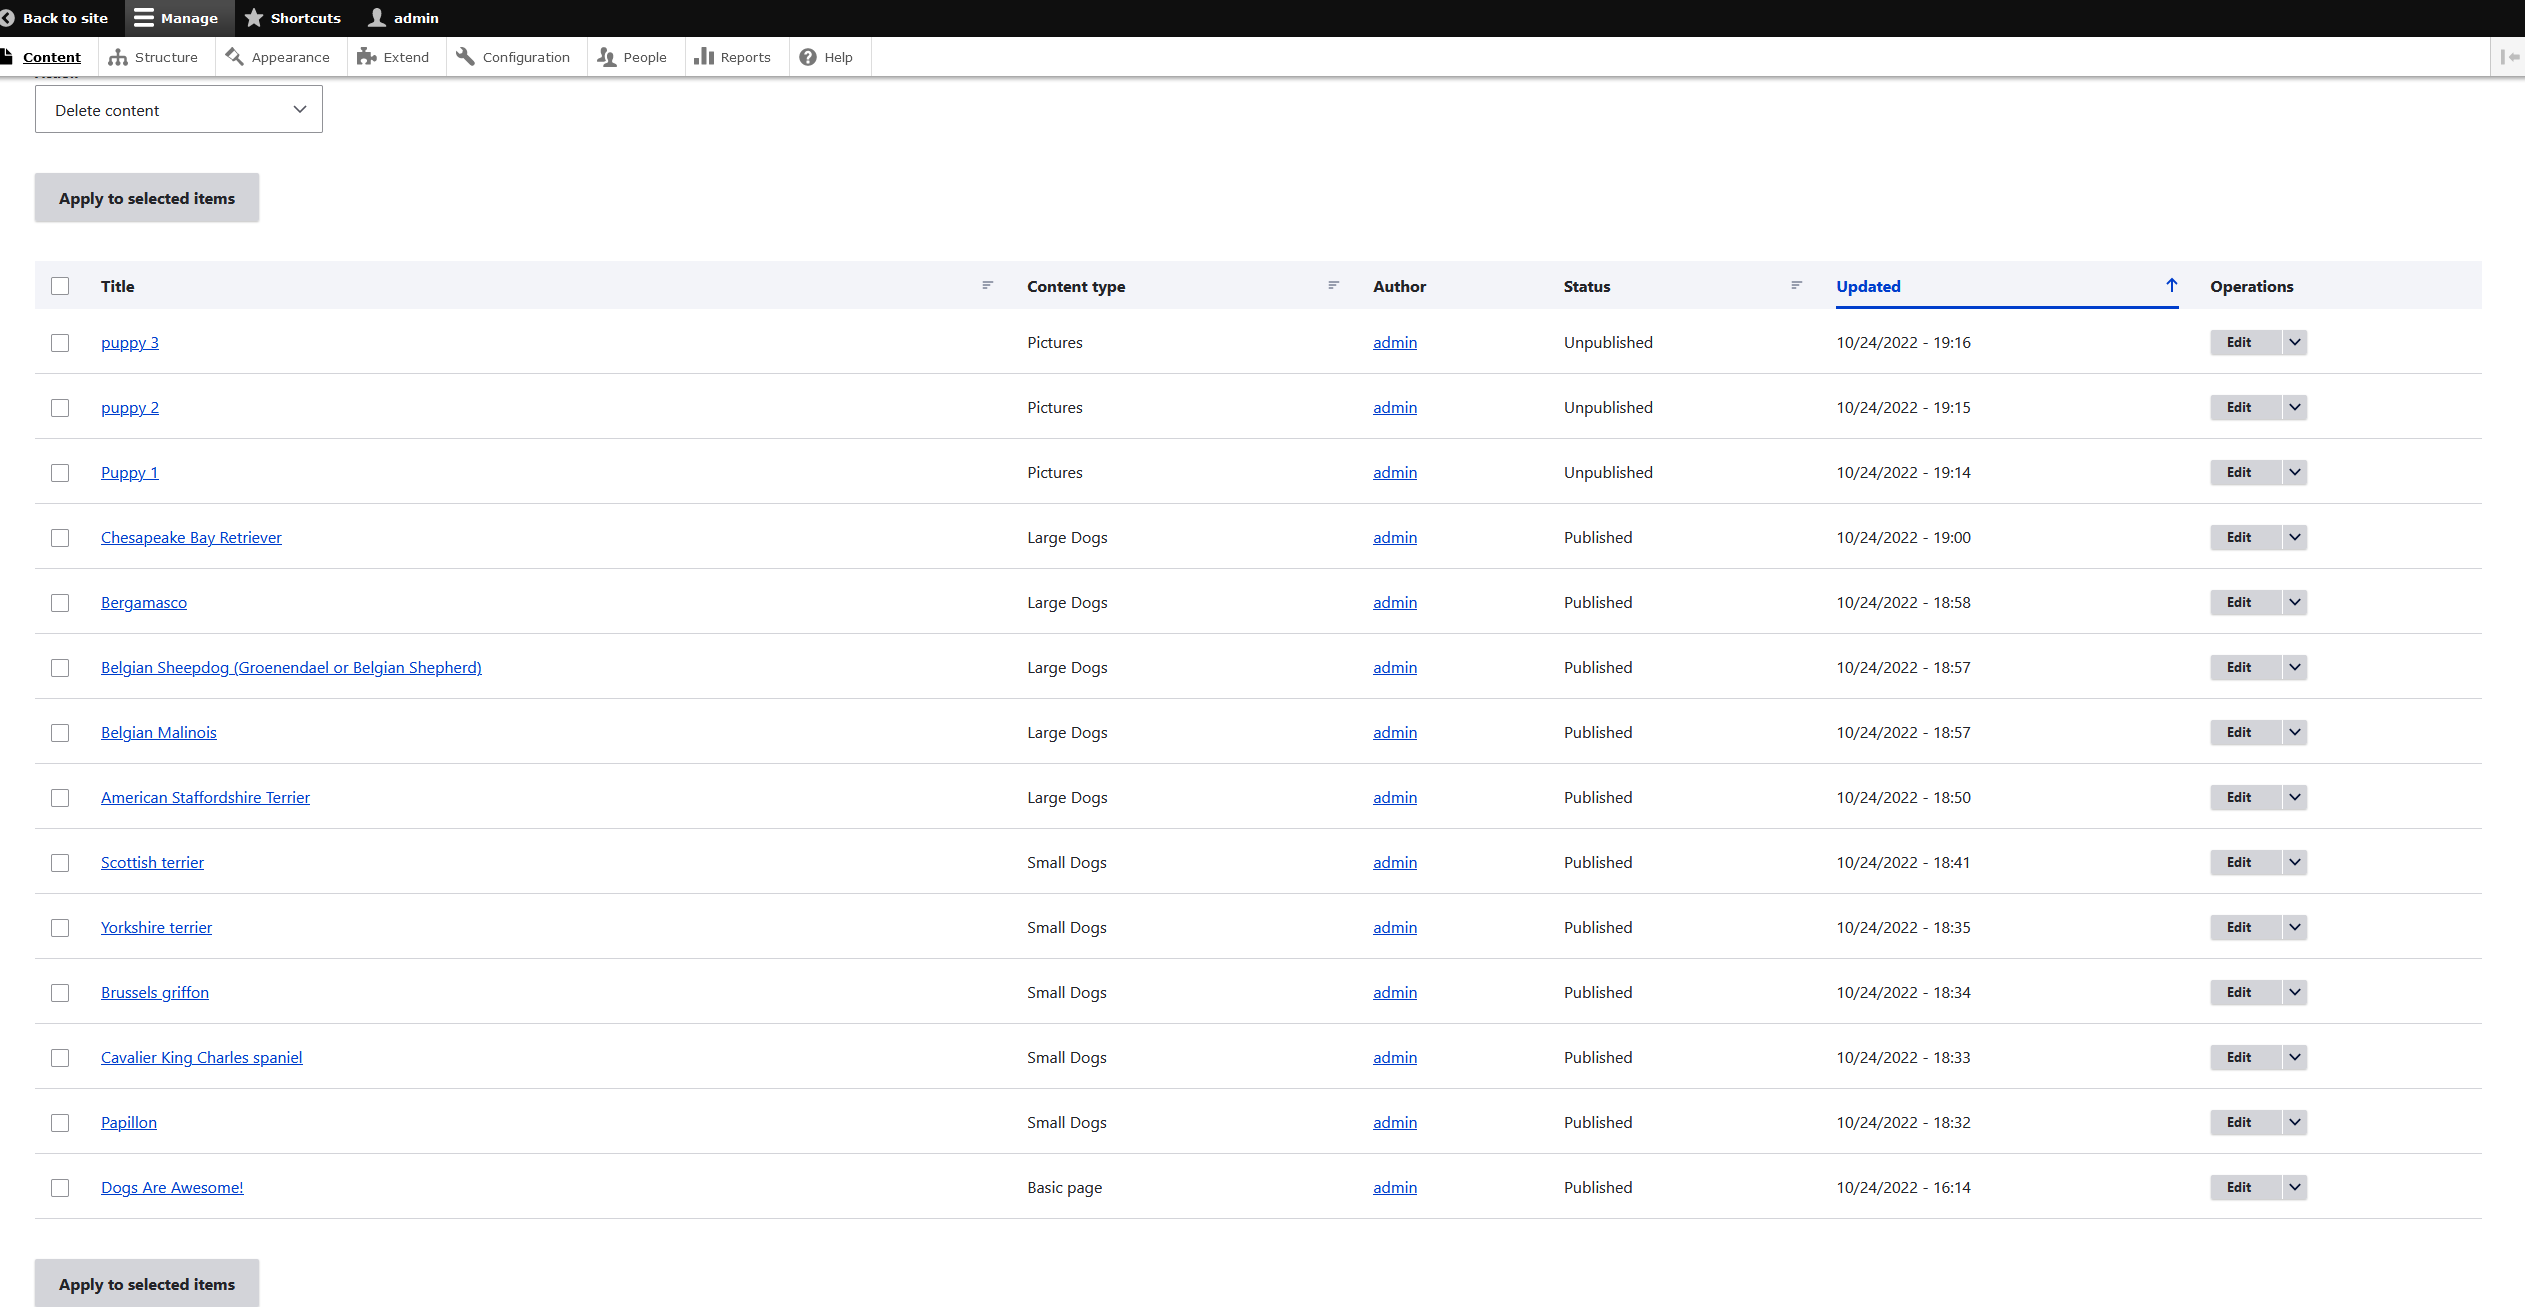 Back to site Manage Shortcuts admin
Content Structure Appearance Extend Configuration People Reports Help
Delete content
Apply to selected items
Title Content type Author Status Updated Operations
puppy 3 Pictures admin Unpublished 10/24/2022 - 19:16 Edit
puppy 2 Pictures admin Unpublished 10/24/2022 - 19:15 Edit
Puppy 1 Pictures admin Unpublished 10/24/2022 - 19:14 Edit
Chesapeake Bay Retriever Large Dogs admin Published 10/24/2022 - 19:00 Edit
Bergamasco Large Dogs admin Published 10/24/2022 - 18:58 Edit
Belgian Sheepdog (Groenendael or Belgian Shepherd) Large Dogs admin Published 10/24/2022 - 18:57 Edit
Belgian Malinois Large Dogs admin Published 10/24/2022 - 18:57 Edit
American Staffordshire Terrier Large Dogs admin Published 10/24/2022 - 18:50 Edit
Scottish terrier Small Dogs admin Published 10/24/2022 - 18:41 Edit
Yorkshire terrier Small Dogs admin Published 10/24/2022 - 18:35 Edit
Brussels griffon Small Dogs admin Published 10/24/2022 - 18:34 Edit
Cavalier King Charles spaniel Small Dogs admin Published 10/24/2022 - 18:33 Edit
Papillon Small Dogs admin Published 10/24/2022 - 18:32 Edit
Dogs Are Awesome! Basic page admin Published 10/24/2022 - 16:14 Edit
Apply to selected items